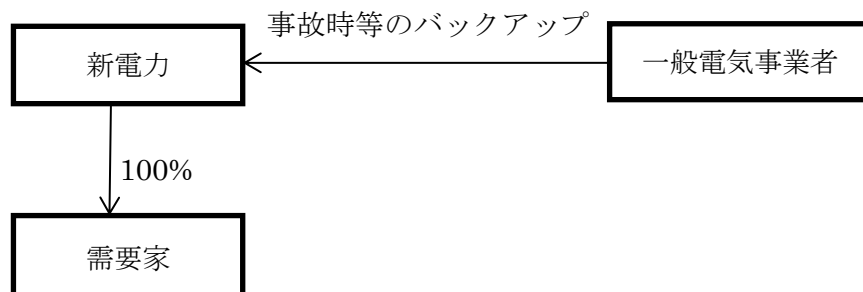 事故時等のバックアップ
新電力
一般電気事業者
100%
需要家